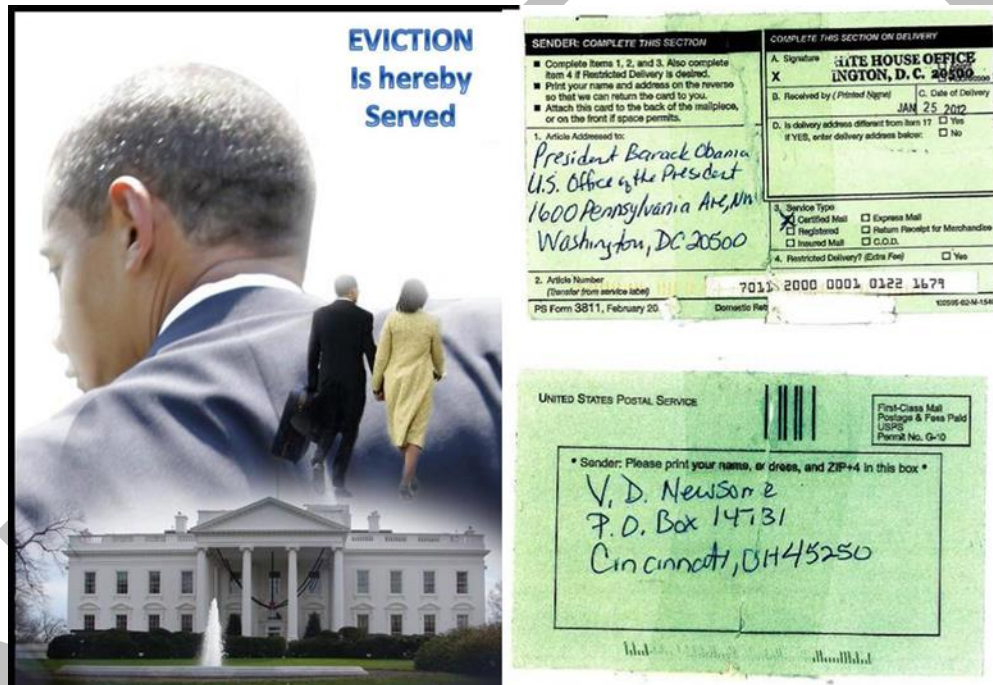 EVICTION
Is hereby
Served
SENDER: COMPLETE THIS SECTION
■ Complete items 1, 2, and 3. Also complete
item 4 if Restricted Delivery is desired.
■ Print your name and address on the reverse
so that we can return the card to you.
■ Attach this card to the back of the mailpiece,
or on the front if space permits.
1. Article Addressed to:
President Barack Obama
U.S. Office of the President
1600 Pennsylvania Ave, NW
Washington, DC 20500
2. Article Number
(Transfer from service label)
7011 2000 0001 0122 1679
PS Form 3811, February 20
Domestic Ret
COMPLETE THIS SECTION ON DELIVERY
A. Signature
X
HITE HOUSE OFFICE
INGTON, D. C. 20500
B. Received by (Printed Name)
C. Date of Delivery
JAN 25 2012
D. Is delivery address different from item 1? Yes
If YES, enter delivery address below: No
3. Service Type
Certified Mail Express Mail
Registered Return Receipt for Merchandise
Insured Mail C.O.D.
4. Restricted Delivery? (Extra Fee) Yes
UNITED STATES POSTAL SERVICE
First-Class Mail
Postage & Fees Paid
USPS
Permit No. G-10
• Sender: Please print your name, address, and ZIP+4 in this box •
V. D. Newsome
P.O. Box 14731
Cincinnati, OH 45250